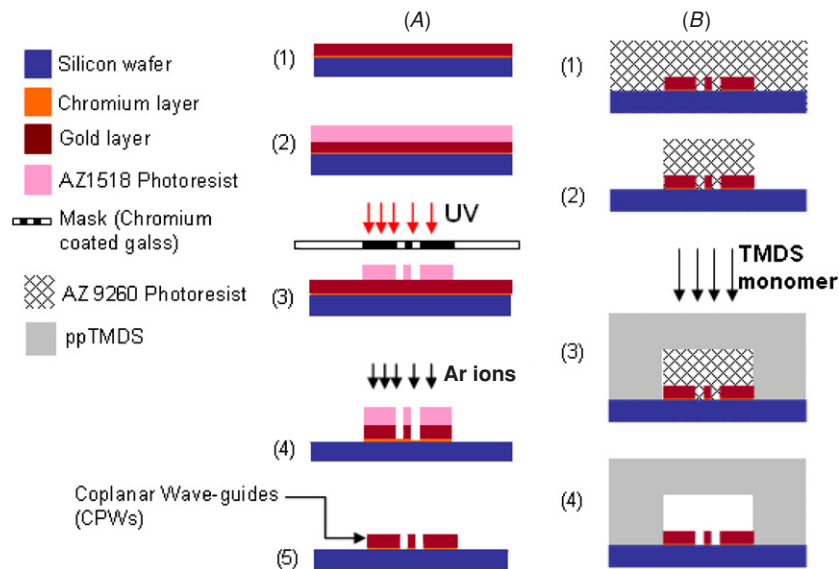 (A)
(B)
Silicon wafer
Chromium layer
Gold layer
AZ1518 Photoresist
Mask (Chromium
coated galss)
AZ 9260 Photoresist
ppTMDS
(1)
(2)
UV
(3)
Ar ions
(4)
Coplanar Wave-guides
(CPWs)
(5)
(1)
(2)
TMDS
monomer
(3)
(4)